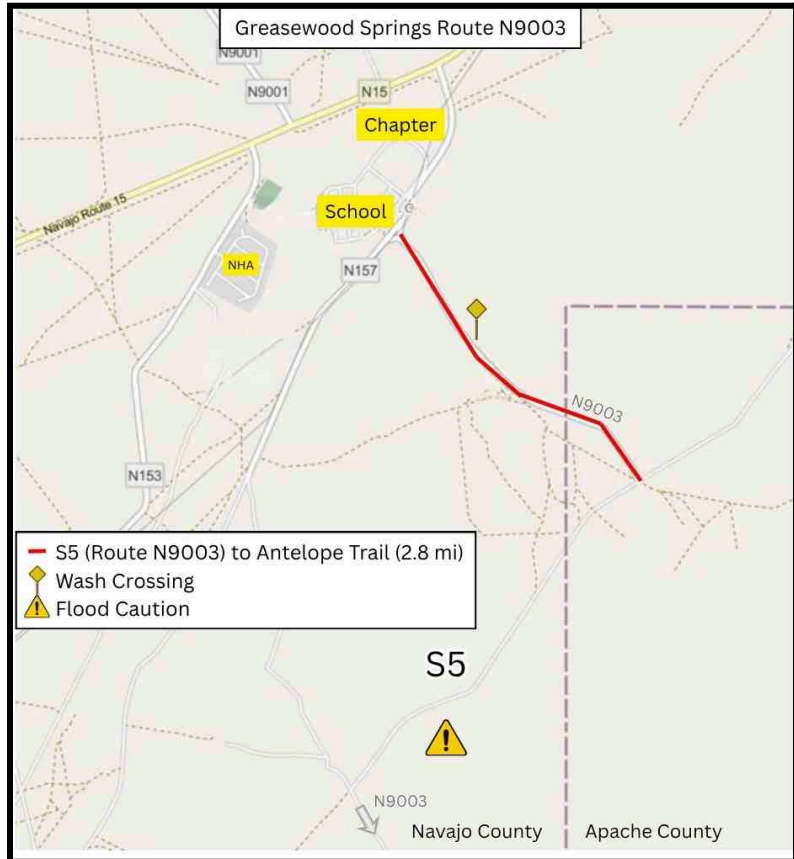 Greasewood Springs Route N9003
N9001
N9001
N15
Chapter
Navajo Route 15
School
NHA
N157
N9003
N153
S5 (Route N9003) to Antelope Trail (2.8 mi)
Wash Crossing
! Flood Caution
S5
!
N9003
Navajo County
Apache County